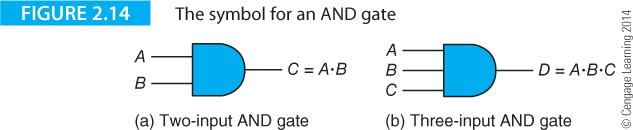 FIGURE 2.14 The symbol for an AND gate
A
B
C = A·B
(a) Two-input AND gate
A
B
C
D = A·B·C
(b) Three-input AND gate
© Cengage Learning 2014